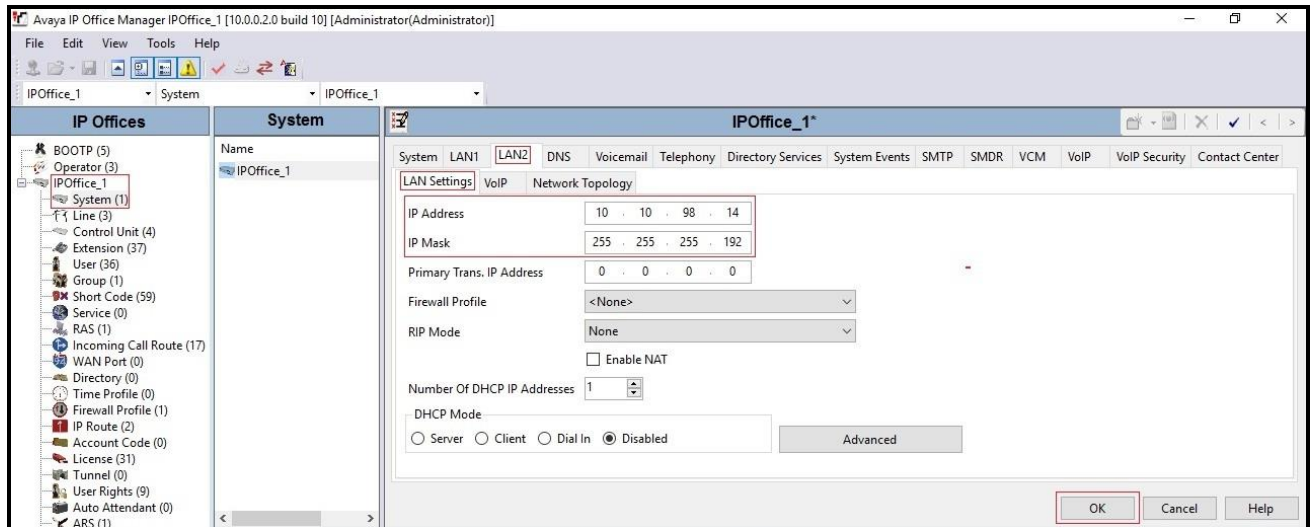 Avaya IP Office Manager IPOffice_1 [10.0.0.2.0 build 10] [Administrator(Administrator)]
File Edit View Tools Help
IPOffice_1 System IPOffice_1
IP Offices
BOOTP (5)
Operator (3)
IPOffice_1
System (1)
Line (3)
Control Unit (4)
Extension (37)
User (36)
Group (1)
Short Code (59)
Service (0)
RAS (1)
Incoming Call Route (17)
WAN Port (0)
Directory (0)
Time Profile (0)
Firewall Profile (1)
IP Route (2)
Account Code (0)
License (31)
Tunnel (0)
User Rights (9)
Auto Attendant (0)
ARS (1)
System
Name
IPOffice_1
IPOffice_1*
System LAN1 LAN2 DNS Voicemail Telephony Directory Services System Events SMTP SMDR VCM VoIP VoIP Security Contact Center
LAN Settings VoIP Network Topology
IP Address 10 . 10 . 98 . 14
IP Mask 255 . 255 . 255 . 192
Primary Trans. IP Address 0 . 0 . 0 . 0
Firewall Profile <None>
RIP Mode None
Enable NAT
Number Of DHCP IP Addresses 1
DHCP Mode
Server Client Dial In Disabled Advanced
OK Cancel Help